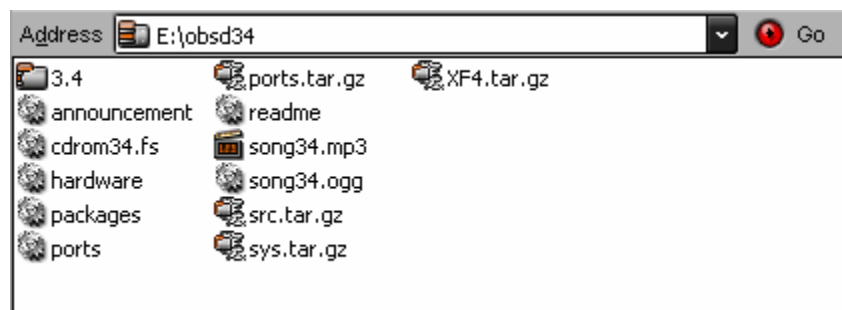 Address E:\obsd34 Go
3.4 ports.tar.gz XF4.tar.gz
announcement readme
cdrom34.fs song34.mp3
hardware song34.ogg
packages src.tar.gz
ports sys.tar.gz